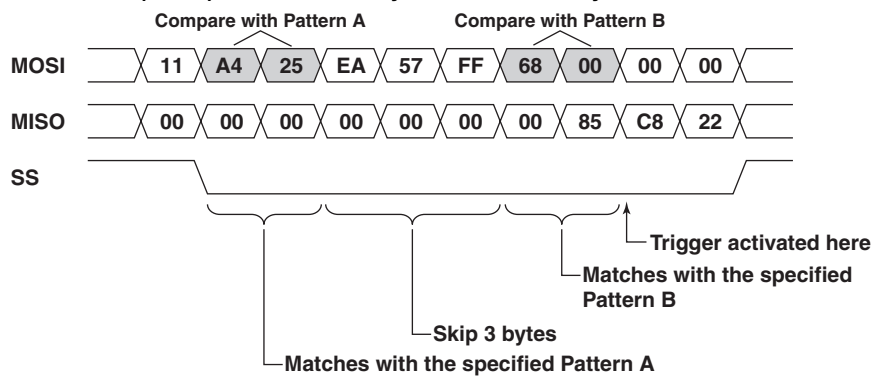 Compare with Pattern A Compare with Pattern B
MOSI 11 A4 25 EA 57 FF 68 00 00 00
MISO 00 00 00 00 00 00 00 85 C8 22
SS
Trigger activated here
Matches with the specified
Pattern B
Skip 3 bytes
Matches with the specified Pattern A